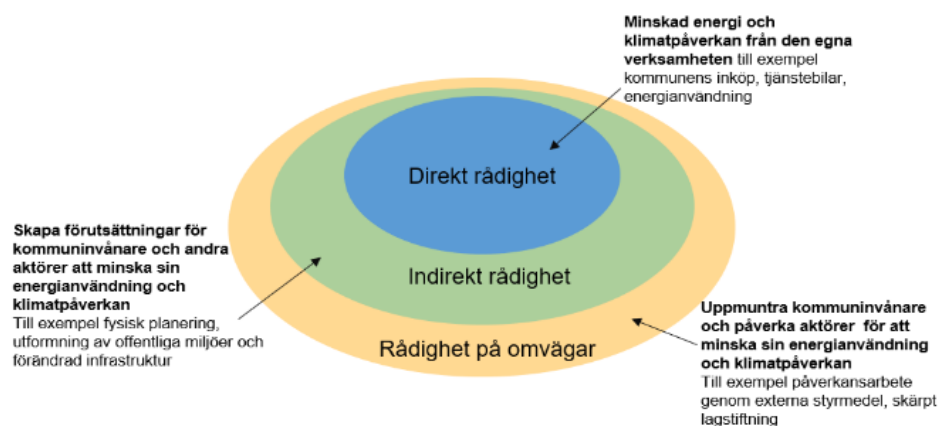 Minskad energi och
klimatpåverkan från den egna
verksamheten till exempel
kommunens inköp, tjänstebilar,
energianvändning
Direkt rådighet
Skapa förutsättningar för
kommuninvånare och andra
aktörer att minska sin
energianvändning och
klimatpåverkan
Till exempel fysisk planering,
utformning av offentliga miljöer och
förändrad infrastruktur
Indirekt rådighet
Rådighet på omvägar
Uppmuntra kommuninvånare
och påverka aktörer för att
minska sin energianvändning
och klimatpåverkan
Till exempel påverkansarbete
genom externa styrmedel, skärpt
lagstiftning